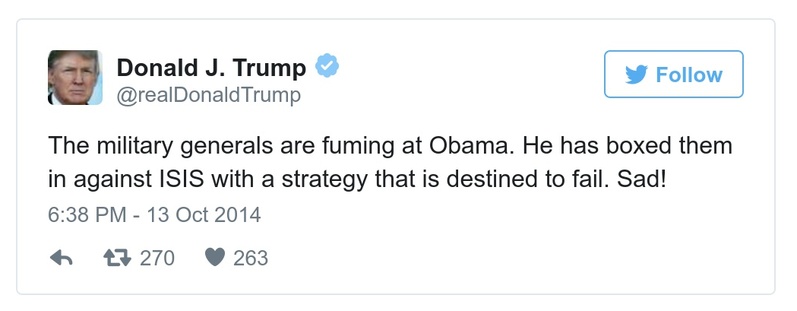 Donald J. Trump
@realDonaldTrump
Follow
The military generals are fuming at Obama. He has boxed them
in against ISIS with a strategy that is destined to fail. Sad!
6:38 PM - 13 Oct 2014
270 263